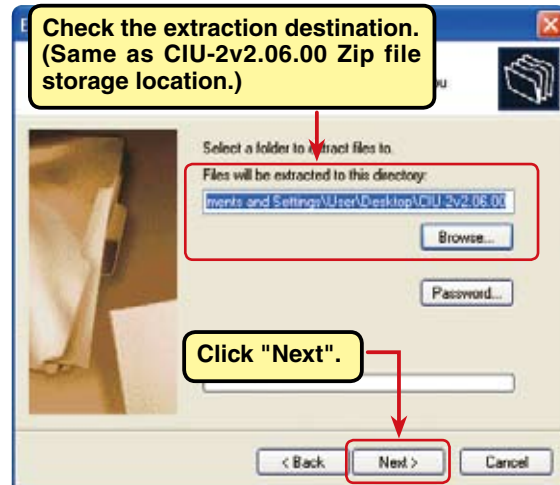 Check the extraction destination.
(Same as CIU-2v2.06.00 Zip file
storage location.)
Select a folder to extract files to.
Files will be extracted to this directory:
ments and Settings\User\Desktop\CIU-2v2.06.00
Browse...
Password...
Click "Next".
< Back
Next >
Cancel